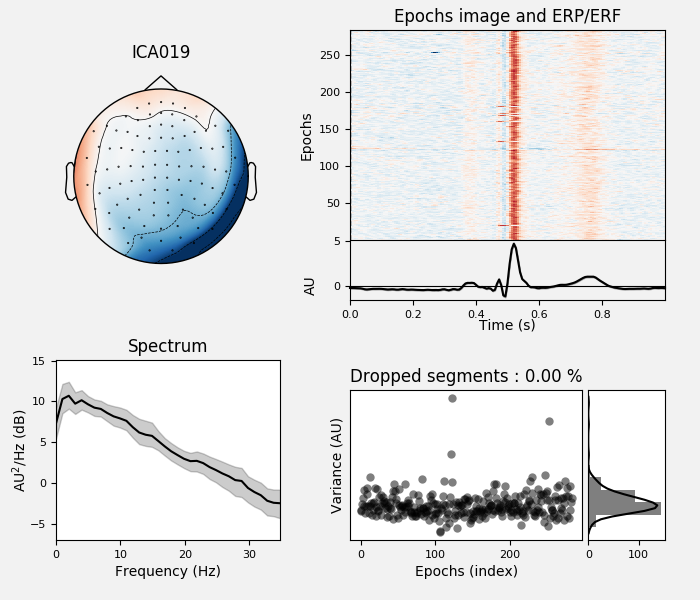 ICA019
Epochs image and ERP/ERF
Epochs
250
200
150
100
50
5
0
AU
0.0 0.2 0.4 0.6 0.8
Time (s)
Spectrum
AU²/Hz (dB)
15
10
5
0
−5
0 10 20 30
Frequency (Hz)
Dropped segments : 0.00 %
Variance (AU)
0 100 200
Epochs (index)
0 100